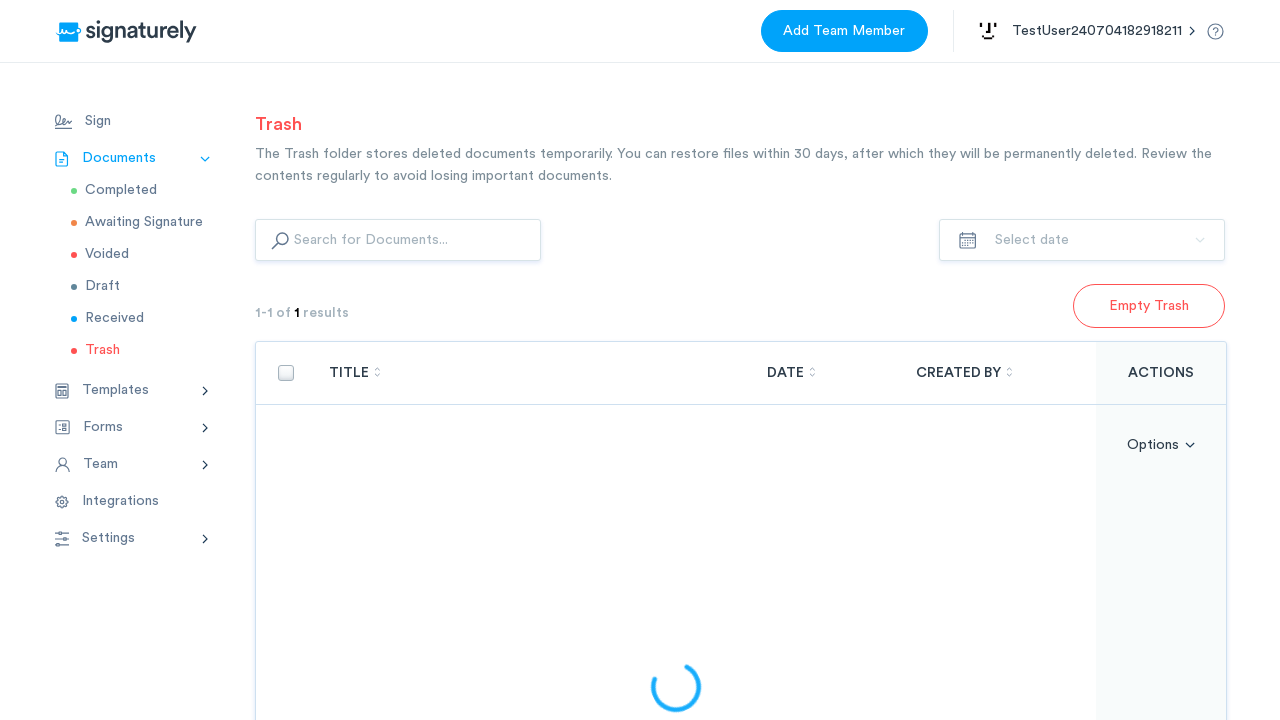 signaturely
Add Team Member
TestUser240704182918211
Sign
Documents
Completed
Awaiting Signature
Voided
Draft
Received
Trash
Templates
Forms
Team
Integrations
Settings
Trash
The Trash folder stores deleted documents temporarily. You can restore files within 30 days, after which they will be permanently deleted. Review the
contents regularly to avoid losing important documents.
Search for Documents...
Select date
1-1 of 1 results
Empty Trash
TITLE
DATE
CREATED BY
ACTIONS
Options